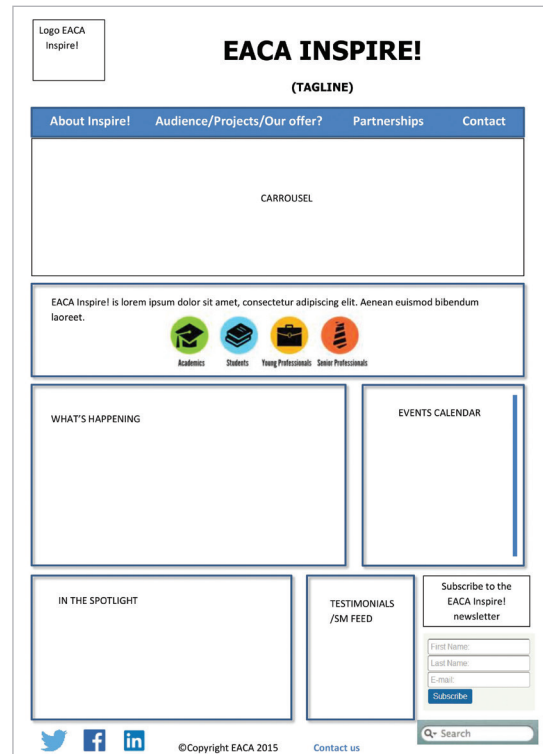 Logo EACA
Inspire!
EACA INSPIRE!
(TAGLINE)
About Inspire! Audience/Projects/Our offer? Partnerships Contact
CARROUSEL
EACA Inspire! is lorem ipsum dolor sit amet, consectetur adipiscing elit. Aenean euismod bibendum
laoreet.
Academics Students Young Professionals Senior Professionals
WHAT'S HAPPENING
EVENTS CALENDAR
IN THE SPOTLIGHT
TESTIMONIALS
/SM FEED
Subscribe to the
EACA Inspire!
newsletter
First Name:
Last Name:
E-mail:
Subscribe
Search
©Copyright EACA 2015 Contact us